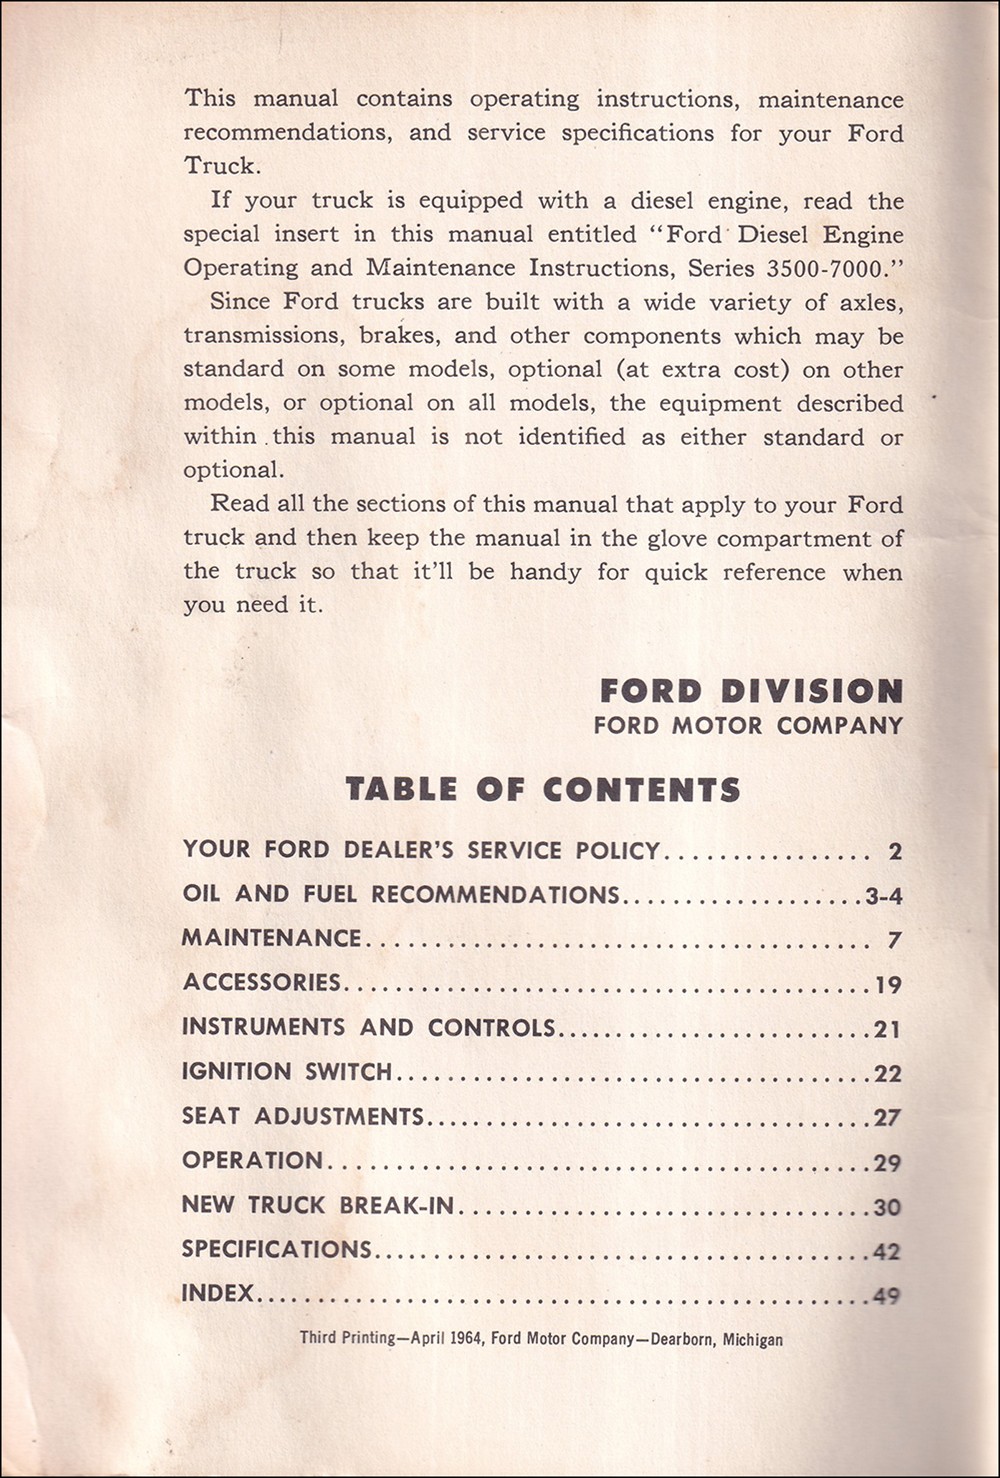 This manual contains operating instructions, maintenance
recommendations, and service specifications for your Ford
Truck.
If your truck is equipped with a diesel engine, read the
special insert in this manual entitled “Ford Diesel Engine
Operating and Maintenance Instructions, Series 3500-7000.”
Since Ford trucks are built with a wide variety of axles,
transmissions, brakes, and other components which may be
standard on some models, optional (at extra cost) on other
models, or optional on all models, the equipment described
within this manual is not identified as either standard or
optional.
Read all the sections of this manual that apply to your Ford
truck and then keep the manual in the glove compartment of
the truck so that it’ll be handy for quick reference when
you need it.
FORD DIVISION
FORD MOTOR COMPANY
TABLE OF CONTENTS
YOUR FORD DEALER’S SERVICE POLICY................ 2
OIL AND FUEL RECOMMENDATIONS...................3-4
MAINTENANCE..................................... 7
ACCESSORIES.........................................19
INSTRUMENTS AND CONTROLS.........................21
IGNITION SWITCH.....................................22
SEAT ADJUSTMENTS...................................27
OPERATION..........................................29
NEW TRUCK BREAK-IN................................30
SPECIFICATIONS.......................................42
INDEX................................................49
Third Printing—April 1964, Ford Motor Company—Dearborn, Michigan